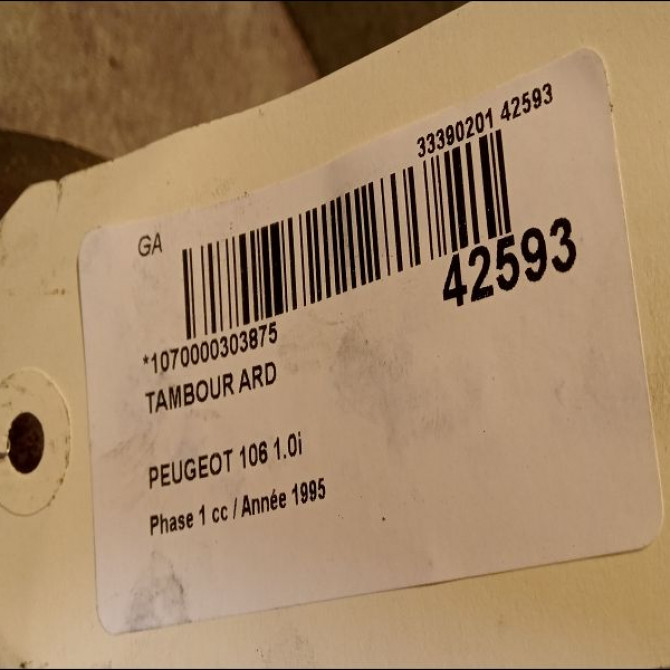 33390201 42593
GA
42593
*1070000303875
TAMBOUR ARD
PEUGEOT 106 1.0i
Phase 1 cc / Année 1995